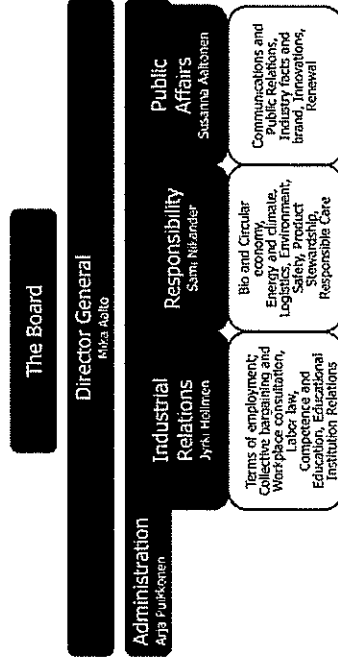 The Board
Director General
Mika Aalto
Administration
Arja Puikkonen
Industrial
Relations
Jyrki Hollmen
Terms of employment;
Collective bargaining and
Workplace consultation,
Labor law,
Competence and
Education, Educational
Institution Relations
Responsibility
Sami Nikander
Bio and Circular
economy,
Energy and climate,
Logistics, Environment,
Safety, Product
Stewardship,
Responsible Care
Public
Affairs
Susanna Aaltonen
Communications and
Public Relations,
Industry facts and
brand, Innovations,
Renewal